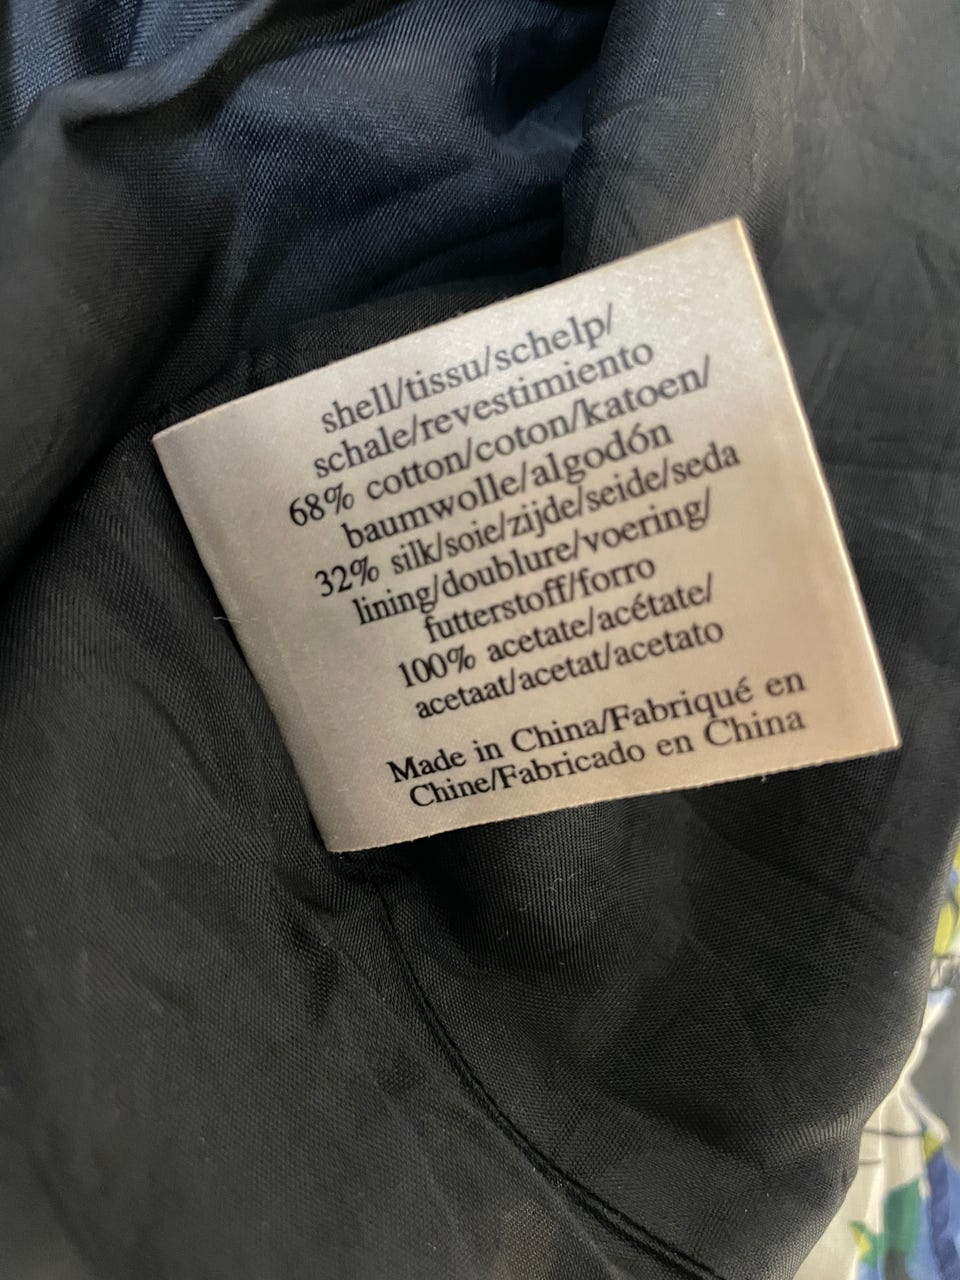 shell/tissu/schelp/
schale/revestimiento
68% cotton/coton/katoen/
baumwolle/algodón
32% silk/soie/zijde/seide/seda
lining/doublure/voering/
futterstoff/forro
100% acetate/acétate/
acetaat/acetat/acetato
Made in China/Fabriqué en
Chine/Fabricado en China